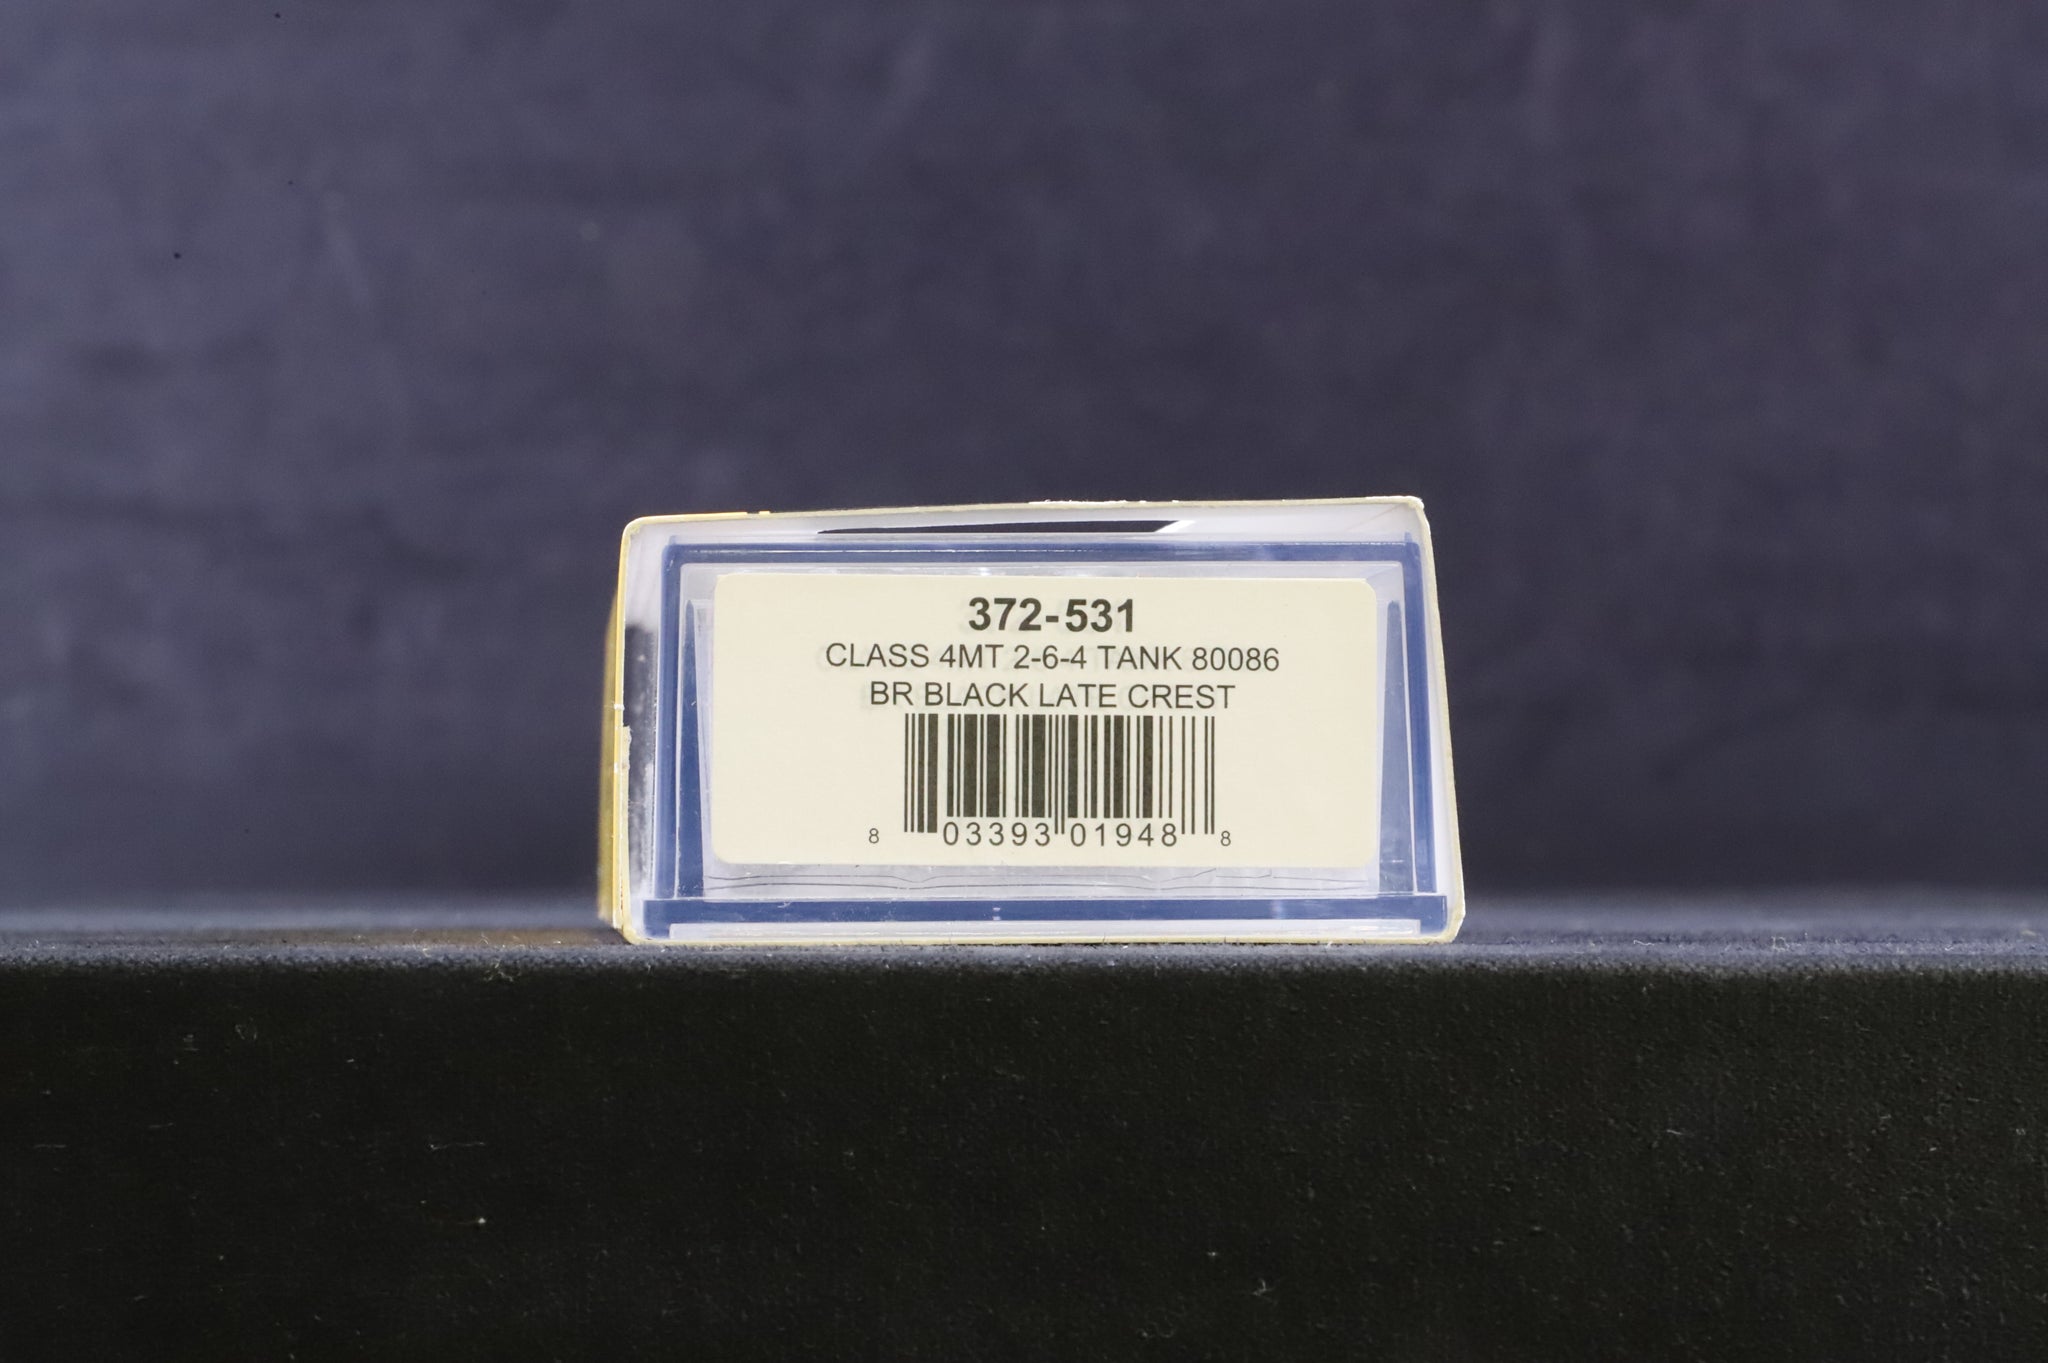 372-531
CLASS 4MT 2-6-4 TANK 80086
BR BLACK LATE CREST
8 03393 01948 8